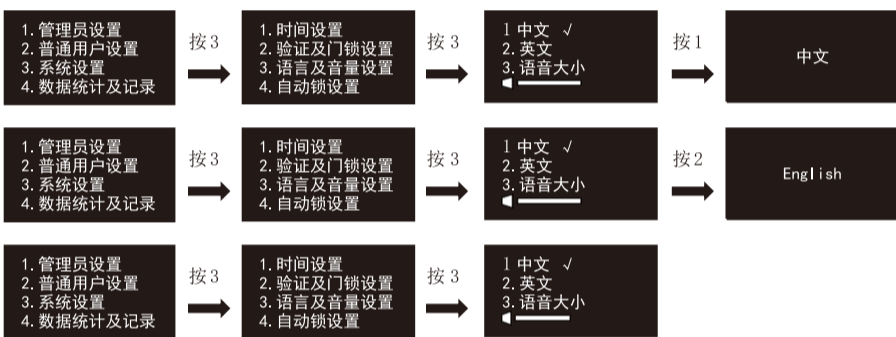 1.管理员设置
2.普通用户设置
3.系统设置
4.数据统计及记录
按3
1.时间设置
2.验证及门锁设置
3.语言及音量设置
4.自动锁设置
按3
1 中文 √
2.英文
3.语音大小
按1
中文
1.管理员设置
2.普通用户设置
3.系统设置
4.数据统计及记录
按3
1.时间设置
2.验证及门锁设置
3.语言及音量设置
4.自动锁设置
按3
1 中文 √
2.英文
3.语音大小
按2
English
1.管理员设置
2.普通用户设置
3.系统设置
4.数据统计及记录
按3
1.时间设置
2.验证及门锁设置
3.语言及音量设置
4.自动锁设置
按3
1 中文 √
2.英文
3.语音大小